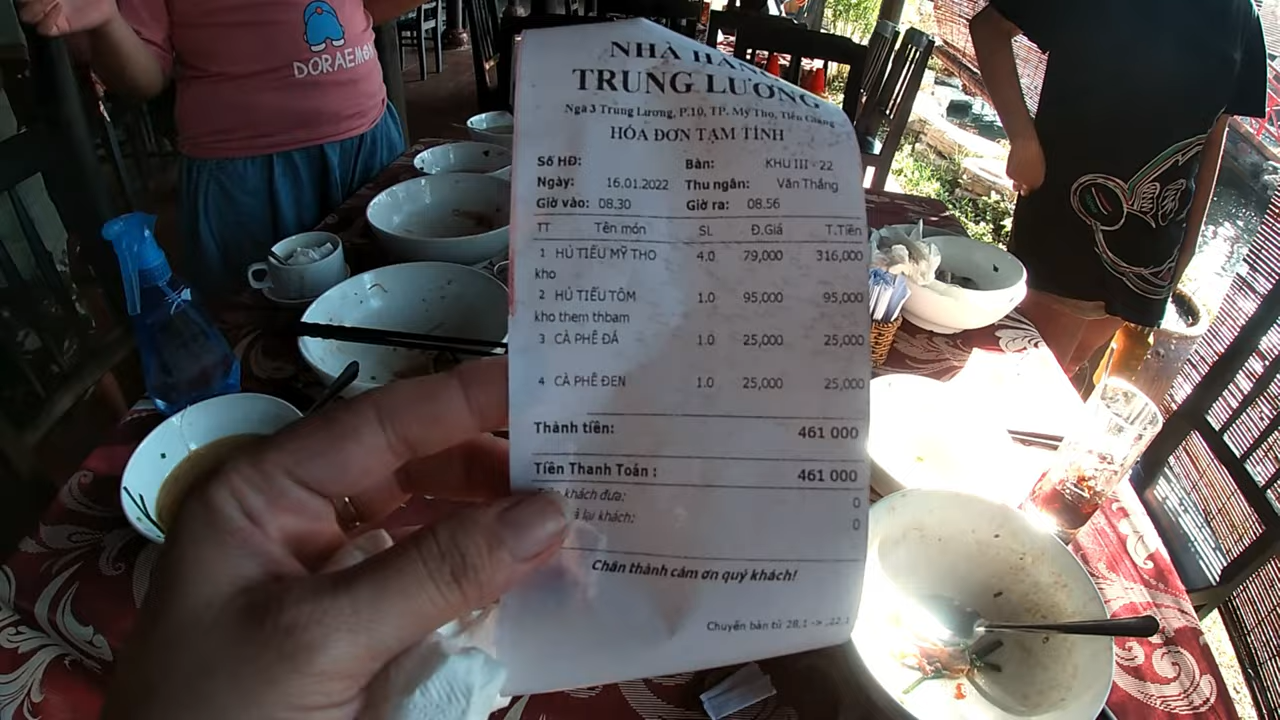 DORAEMON
NHÀ HÀNG
TRUNG LƯƠNG
Ngã 3 Trung Lương, P.10, TP. Mỹ Tho, Tiền Giang
HÓA ĐƠN TẠM TÍNH
Số HĐ: Bàn: KHU III - 22
Ngày: 16.01.2022 Thu ngân: Văn Thắng
Giờ vào: 08.30 Giờ ra: 08.56
TT Tên món SL Đ.Giá T.Tiền
1 HỦ TIẾU MỸ THO 4.0 79,000 316,000
kho
2 HỦ TIẾU TÔM 1.0 95,000 95,000
kho them thbam
3 CÀ PHÊ ĐÁ 1.0 25,000 25,000
4 CÀ PHÊ ĐEN 1.0 25,000 25,000
Thành tiền: 461 000
Tiền Thanh Toán : 461 000
khách đưa: 0
lại khách: 0
Chân thành cảm ơn quý khách!
Chuyển bàn từ 28.1 ->